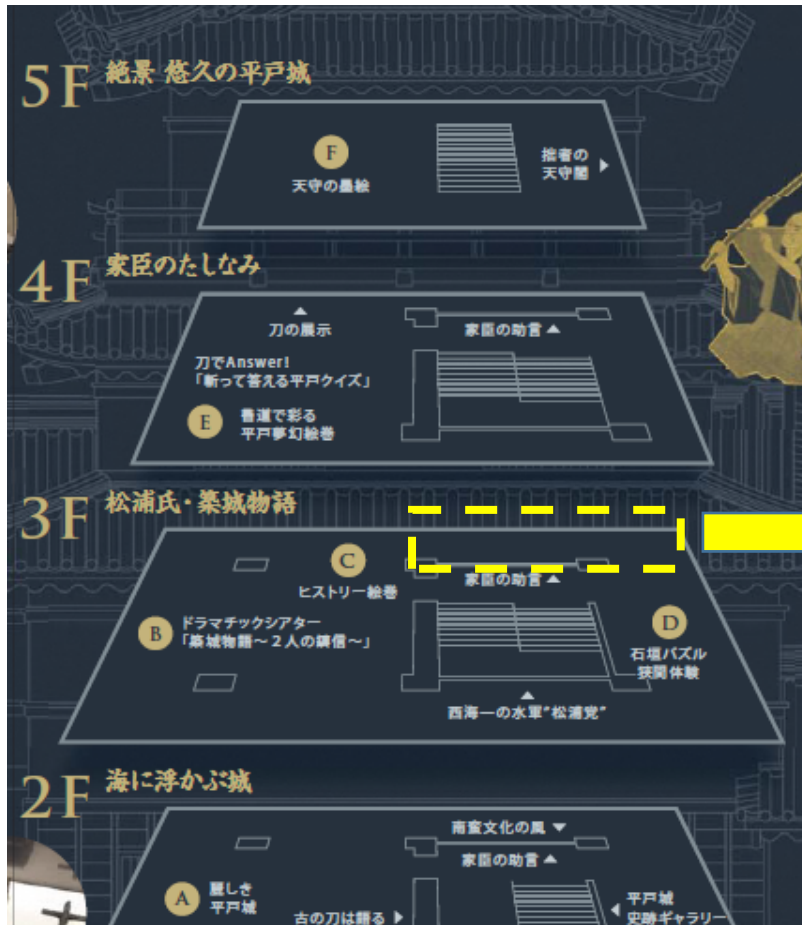 5F 絶景 悠久の平戸城
F
天守の墨絵
拙者の
天守閣 ▶
4F 家臣のたしなみ
▲
刀の展示
家臣の助言 ▲
刀でAnswer!
「斬って答える平戸クイズ」
E
書道で彩る
平戸夢幻絵巻
3F 松浦氏・築城物語
C
ヒストリー絵巻
家臣の助言 ▲
B
ドラマチックシアター
「築城物語～2人の鎮信～」
D
石垣パズル
狭間体験
▲
西海一の水軍"松浦党"
2F 海に浮かぶ城
南蛮文化の風 ▼
家臣の助言 ▲
A
麗しき
平戸城
古の刀は語る ▶
◀ 平戸城
史跡ギャラリー